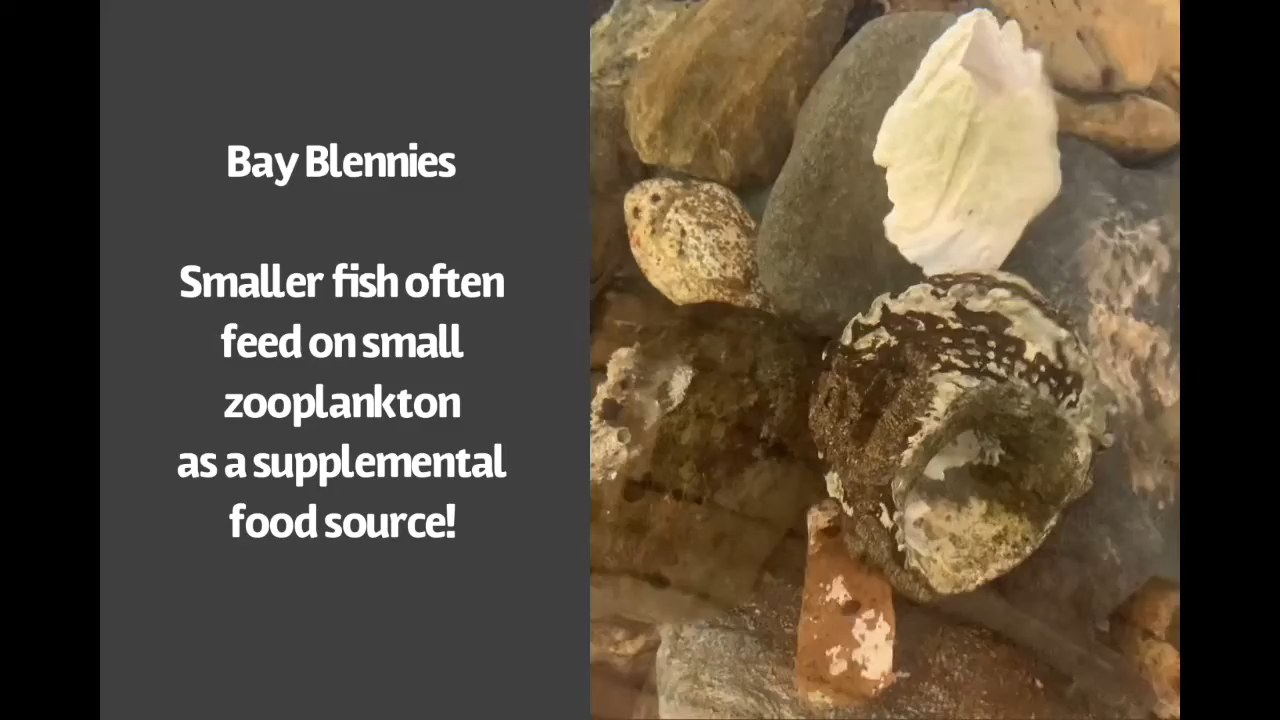 Bay Blennies
Smaller fish often
feed on small
zooplankton
as a supplemental
food source!